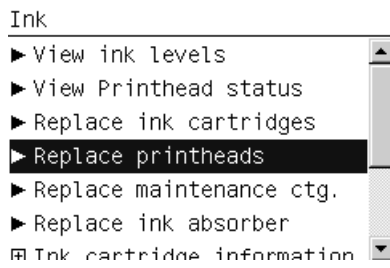 Ink
View ink levels
View Printhead status
Replace ink cartridges
Replace printheads
Replace maintenance ctg.
Replace ink absorber
Ink cartridge information